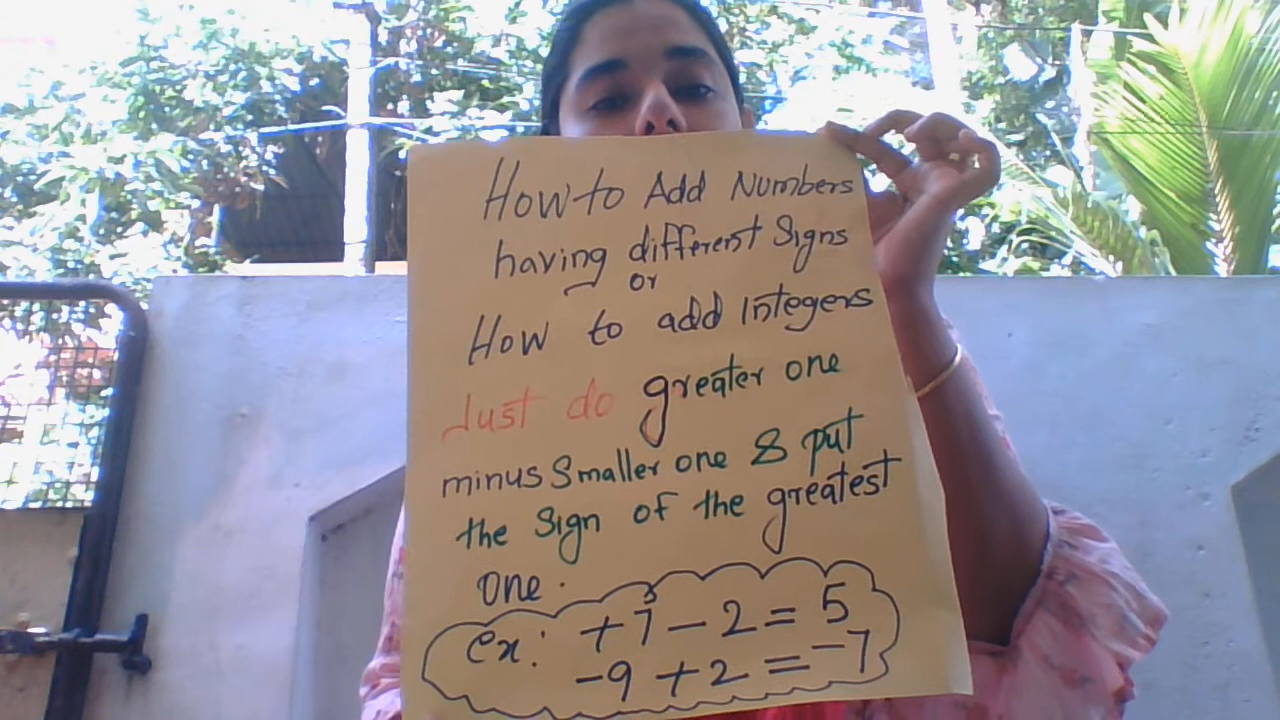 How to Add Numbers
having different Signs
or
How to add Integers
Just do greater one
minus smaller one & put
the sign of the greatest
one.
ex: +7 - 2 = 5
-9 + 2 = -7